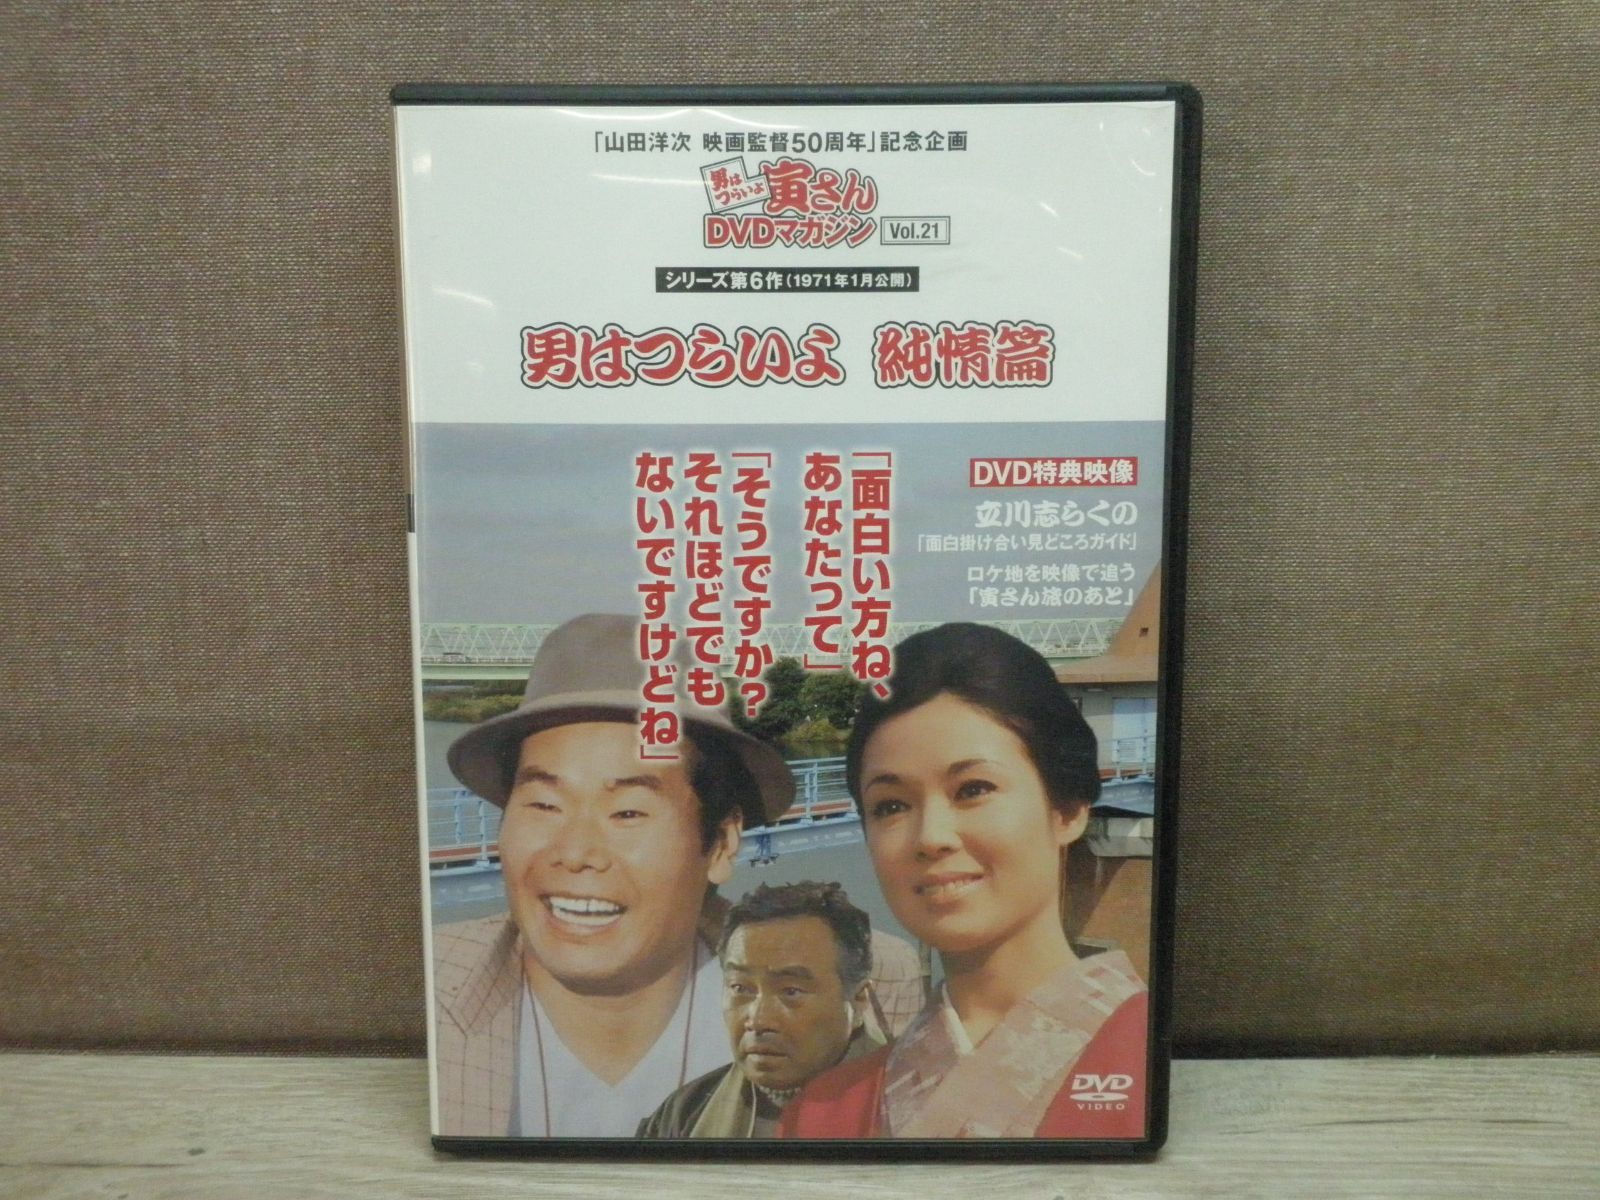 「山田洋次 映画監督50周年」記念企画
男は
つらいよ
寅さん
DVDマガジン Vol.21
シリーズ第6作(1971年1月公開)
男はつらいよ 純情篇
「面白い方ね、
あなたって」
「そうですか?
それほどでも
ないですけどね」
DVD特典映像
立川志らくの
「面白掛け合い見どころガイド」
ロケ地を映像で追う
「寅さん旅のあと」
DVD
VIDEO